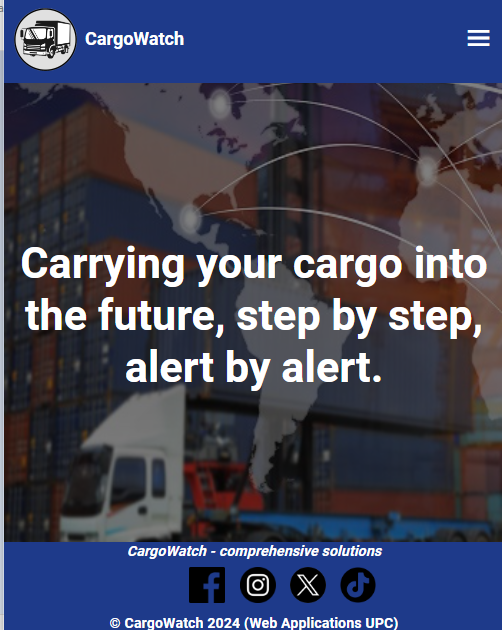 CargoWatch
Carrying your cargo into
the future, step by step,
alert by alert.
CargoWatch - comprehensive solutions
© CargoWatch 2024 (Web Applications UPC)